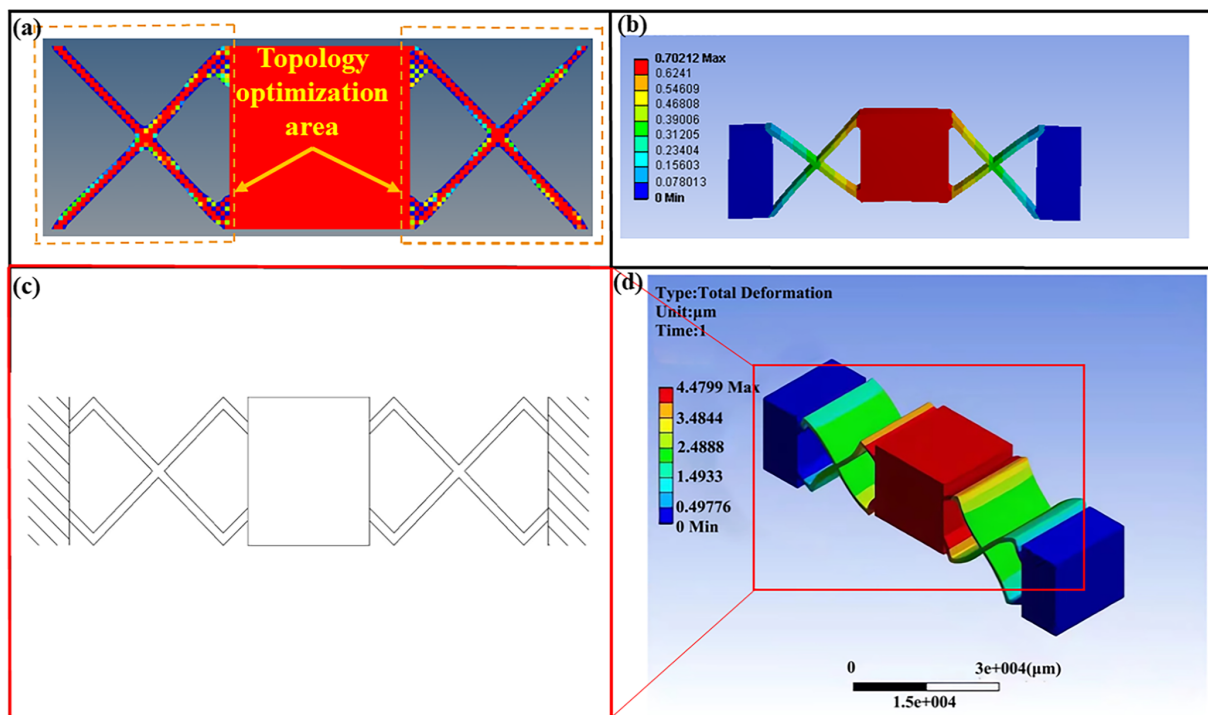 (a)
Topology
optimization
area
(b)
0.70212 Max
0.6241
0.54609
0.46808
0.39006
0.31205
0.23404
0.15603
0.078013
0 Min
(c)
(d)
Type:Total Deformation
Unit:μm
Time:1
4.4799 Max
3.4844
2.4888
1.4933
0.49776
0 Min
0 3e+004(μm)
1.5e+004